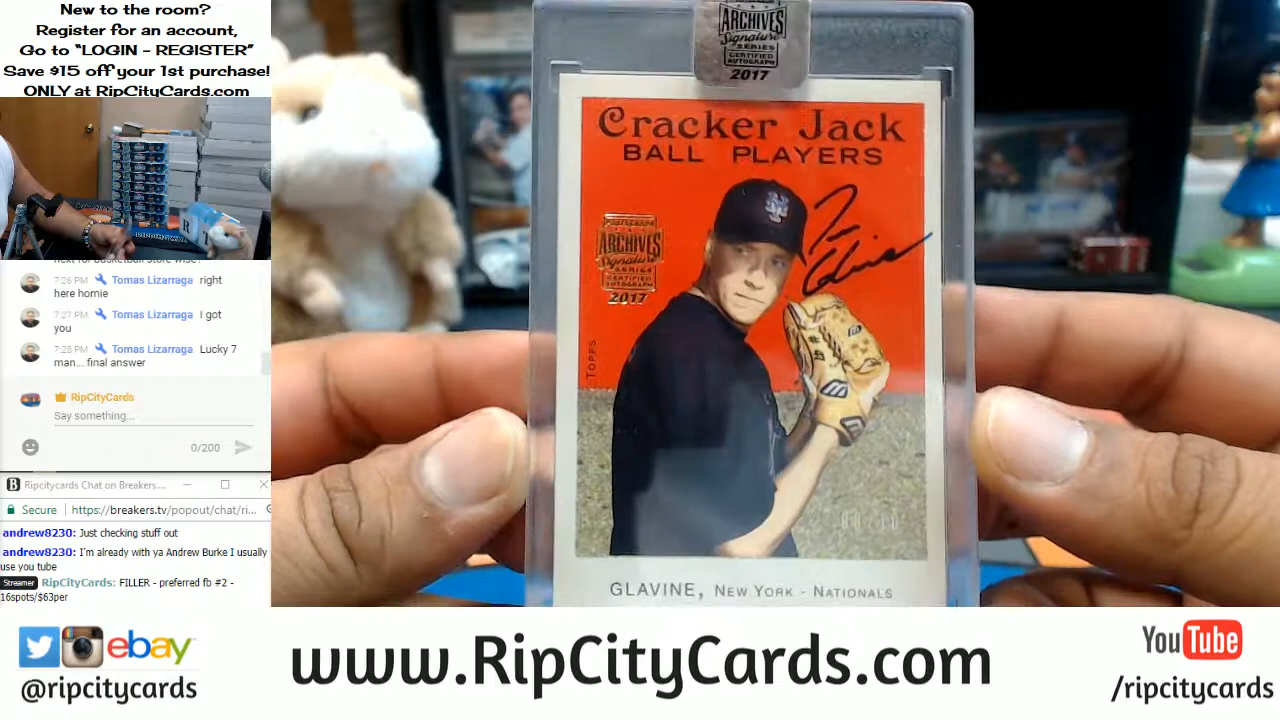 New to the room?
Register for an account,
Go to “LOGIN - REGISTER”
Save $15 off your 1st purchase!
ONLY at RipCityCards.com
7:26 PM Tomas Lizarraga right
here homie
7:27 PM Tomas Lizarraga I got
you
7:28 PM Tomas Lizarraga Lucky 7
man... final answer
RipCityCards
Say something...
0/200
Ripcitycards Chat on Breakers....
Secure https://breakers.tv/popout/chat/ri...
andrew8230: Just checking stuff out
andrew8230: I'm already with ya Andrew Burke I usually
use you tube
Streamer RipCityCards: FILLER - preferred fb #2 -
16spots/$63per
ARCHIVES
Signature
SERIES
CERTIFIED
AUTOGRAPH
2017
Cracker Jack
BALL PLAYERS
ARCHIVES
Signature
SERIES
CERTIFIED
AUTOGRAPH
2017
TOPPS
GLAVINE, NEW YORK - NATIONALS
ebay
@ripcitycards
www.RipCityCards.com
YouTube
/ripcitycards